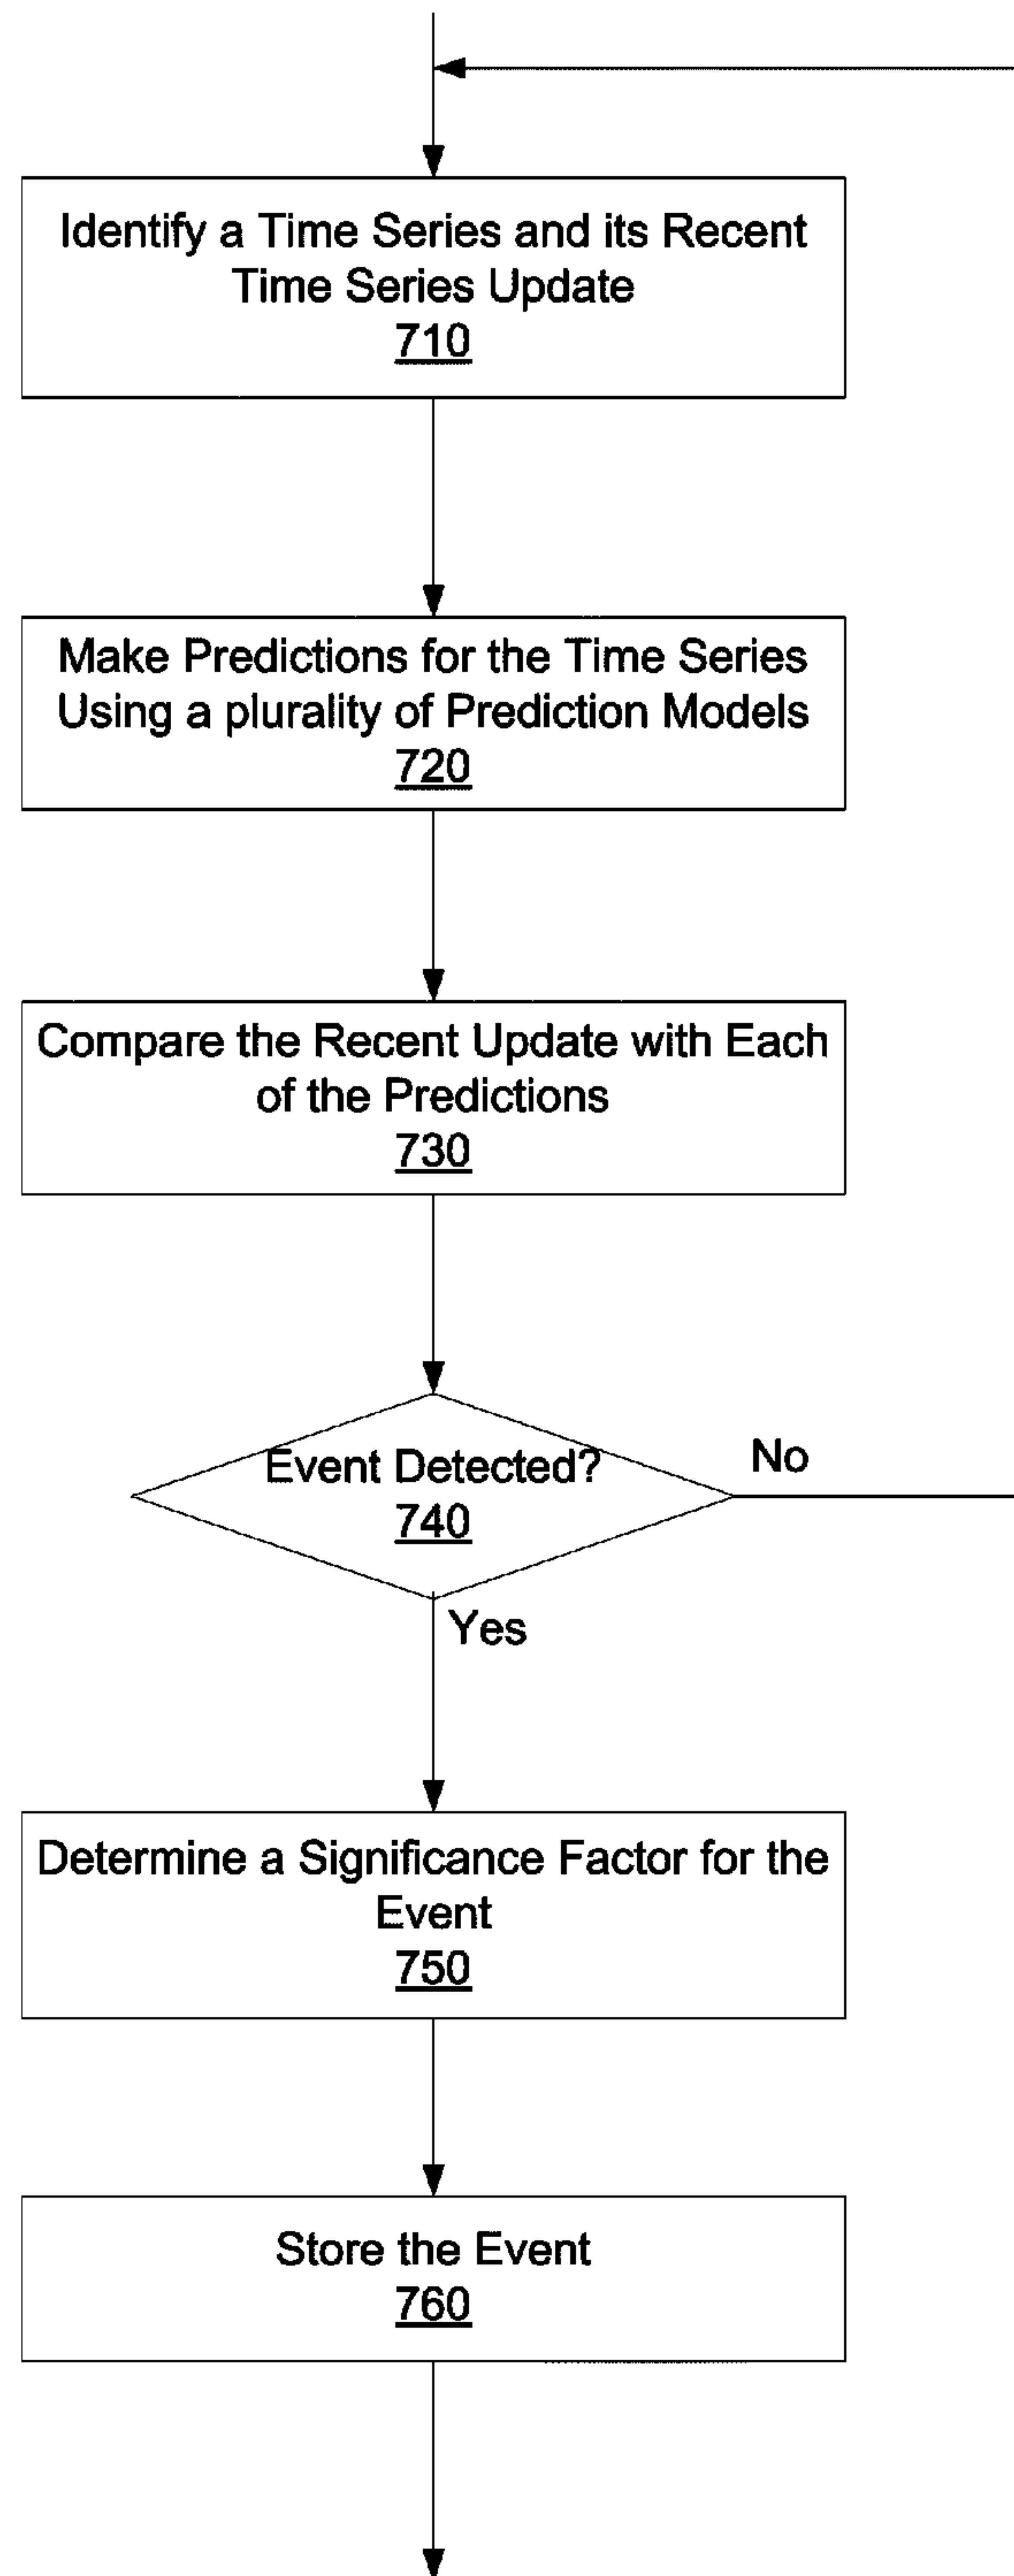 Identify a Time Series and its Recent
Time Series Update
710
Make Predictions for the Time Series
Using a plurality of Prediction Models
720
Compare the Recent Update with Each
of the Predictions
730
Event Detected?
740
No
Yes
Determine a Significance Factor for the
Event
750
Store the Event
760